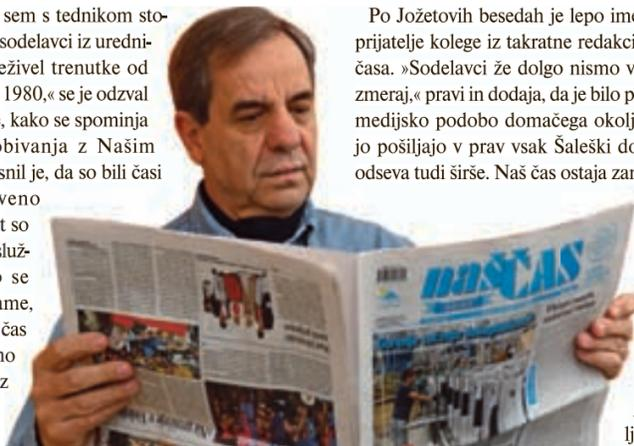 sem s tednikom sto-
sodelavci iz uredni-
eživel trenutke od
1980,« se je odzval
, kako se spominja
obivanja z Našim
snil je, da so bili časi
veno
t so
služ-
o se
ame,
čas
no
z
Po Jožetovih besedah je lepo ime
prijatelje kolege iz takratne redakci
časa. »Sodelavci že dolgo nismo v
zmeraj,« pravi in dodaja, da je bilo p
medijsko podobo domačega okolj
jo pošiljajo v prav vsak Šaleški do
odseva tudi širše. Naš čas ostaja zar
našČAS
lj